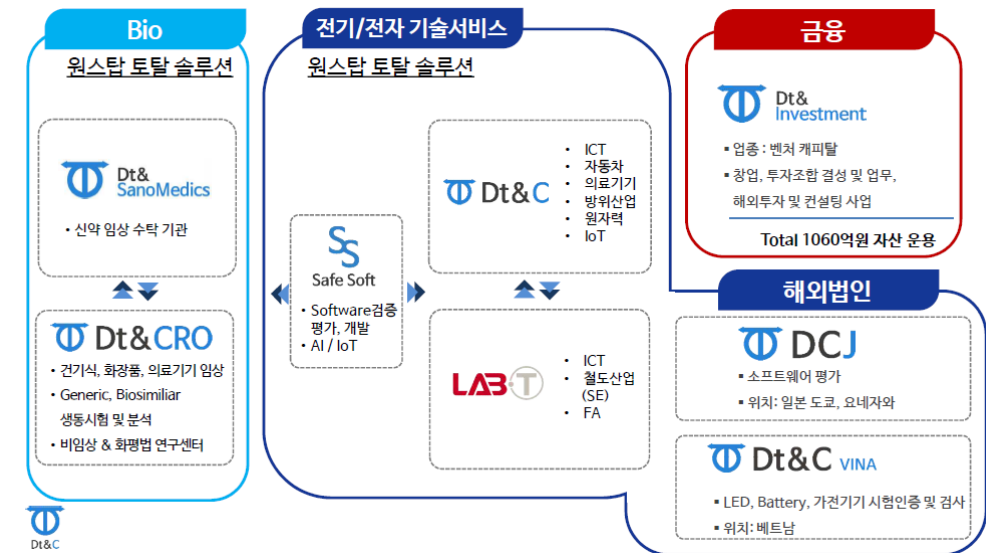 Bio
원스탑 토탈 솔루션
Dt&
SanoMedics
• 신약 임상 수탁 기관
Dt&CRO
• 건기식, 화장품, 의료기기 임상
• Generic, Biosimiliar
생동시험 및 분석
• 비임상 & 화평법 연구센터
Dt&C
전기/전자 기술서비스
원스탑 토탈 솔루션
SS
Safe Soft
• Software검증
평가, 개발
• AI / IoT
Dt&C
• ICT
• 자동차
• 의료기기
• 방위산업
• 원자력
• IoT
LAB·T
• ICT
• 철도산업
(SE)
• FA
금융
Dt&
Investment
▪ 업종 : 벤처 캐피탈
▪ 창업, 투자조합 결성 및 업무,
해외투자 및 컨설팅 사업
Total 1060억원 자산 운용
해외법인
DCJ
▪ 소프트웨어 평가
▪ 위치: 일본 도쿄, 요네자와
Dt&C VINA
▪ LED, Battery, 가전기기 시험인증 및 검사
▪ 위치: 베트남